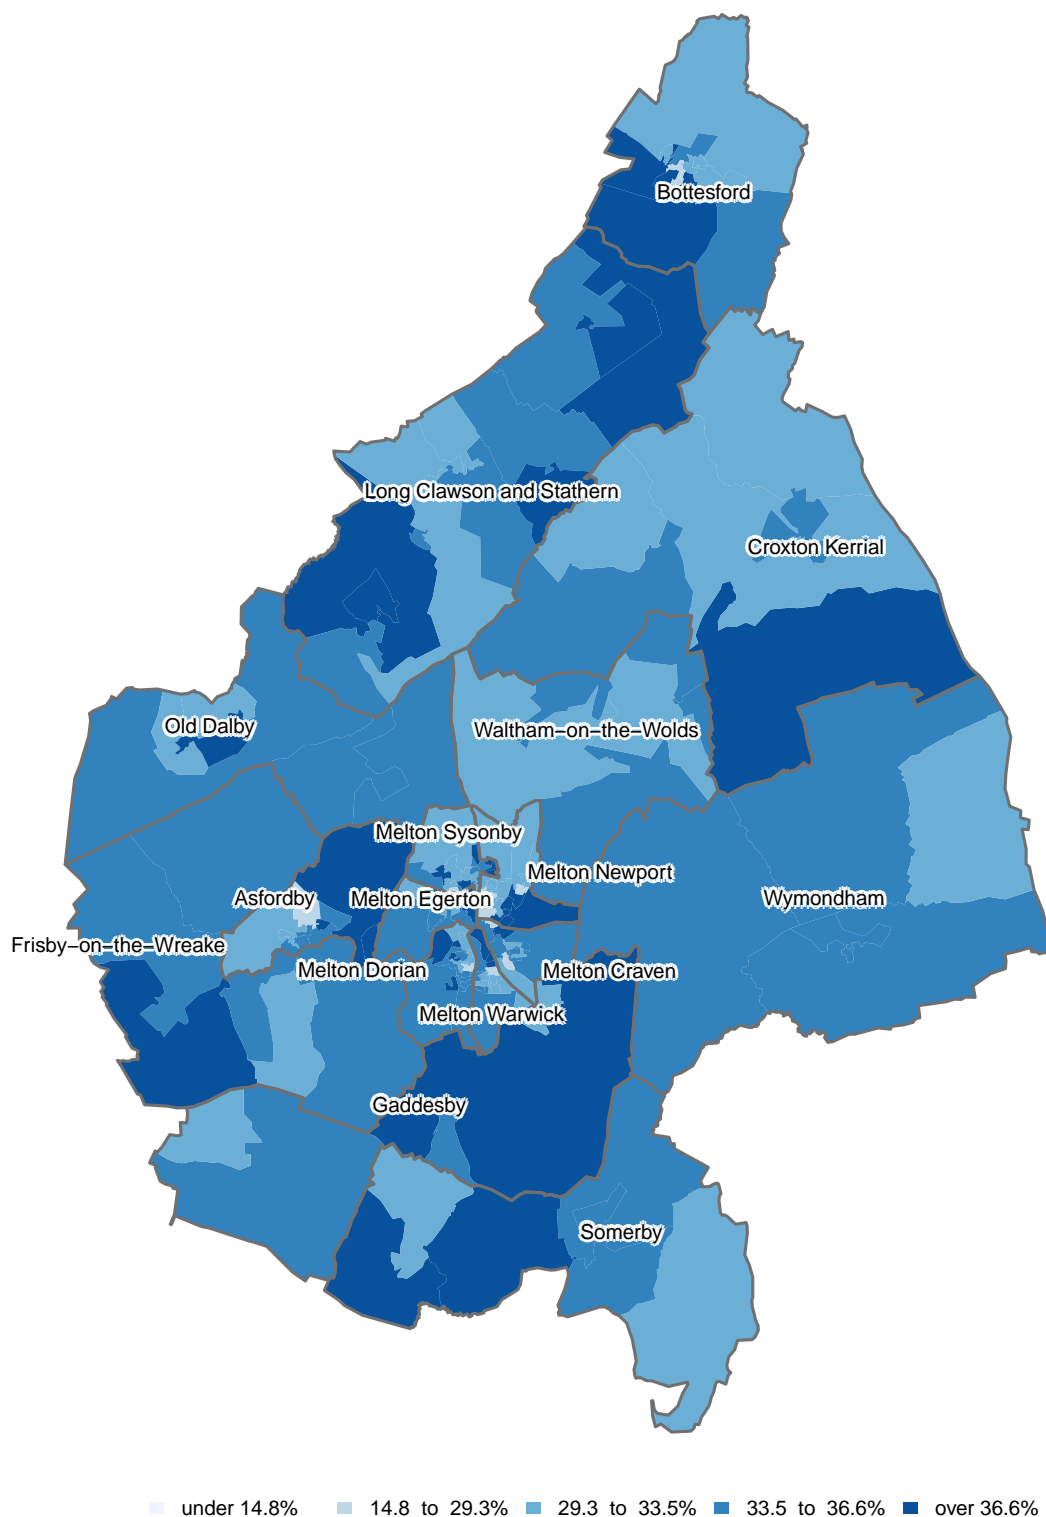 Bottesford
Long Clawson and Stathern
Croxton Kerrial
Old Dalby
Waltham−on−the−Wolds
Melton Sysonby
Melton Newport
Asfordby
Melton Egerton
Wymondham
Frisby−on−the−Wreake
Melton Dorian
Melton Craven
Melton Warwick
Gaddesby
Somerby
under 14.8% 14.8 to 29.3% 29.3 to 33.5% 33.5 to 36.6% over 36.6%